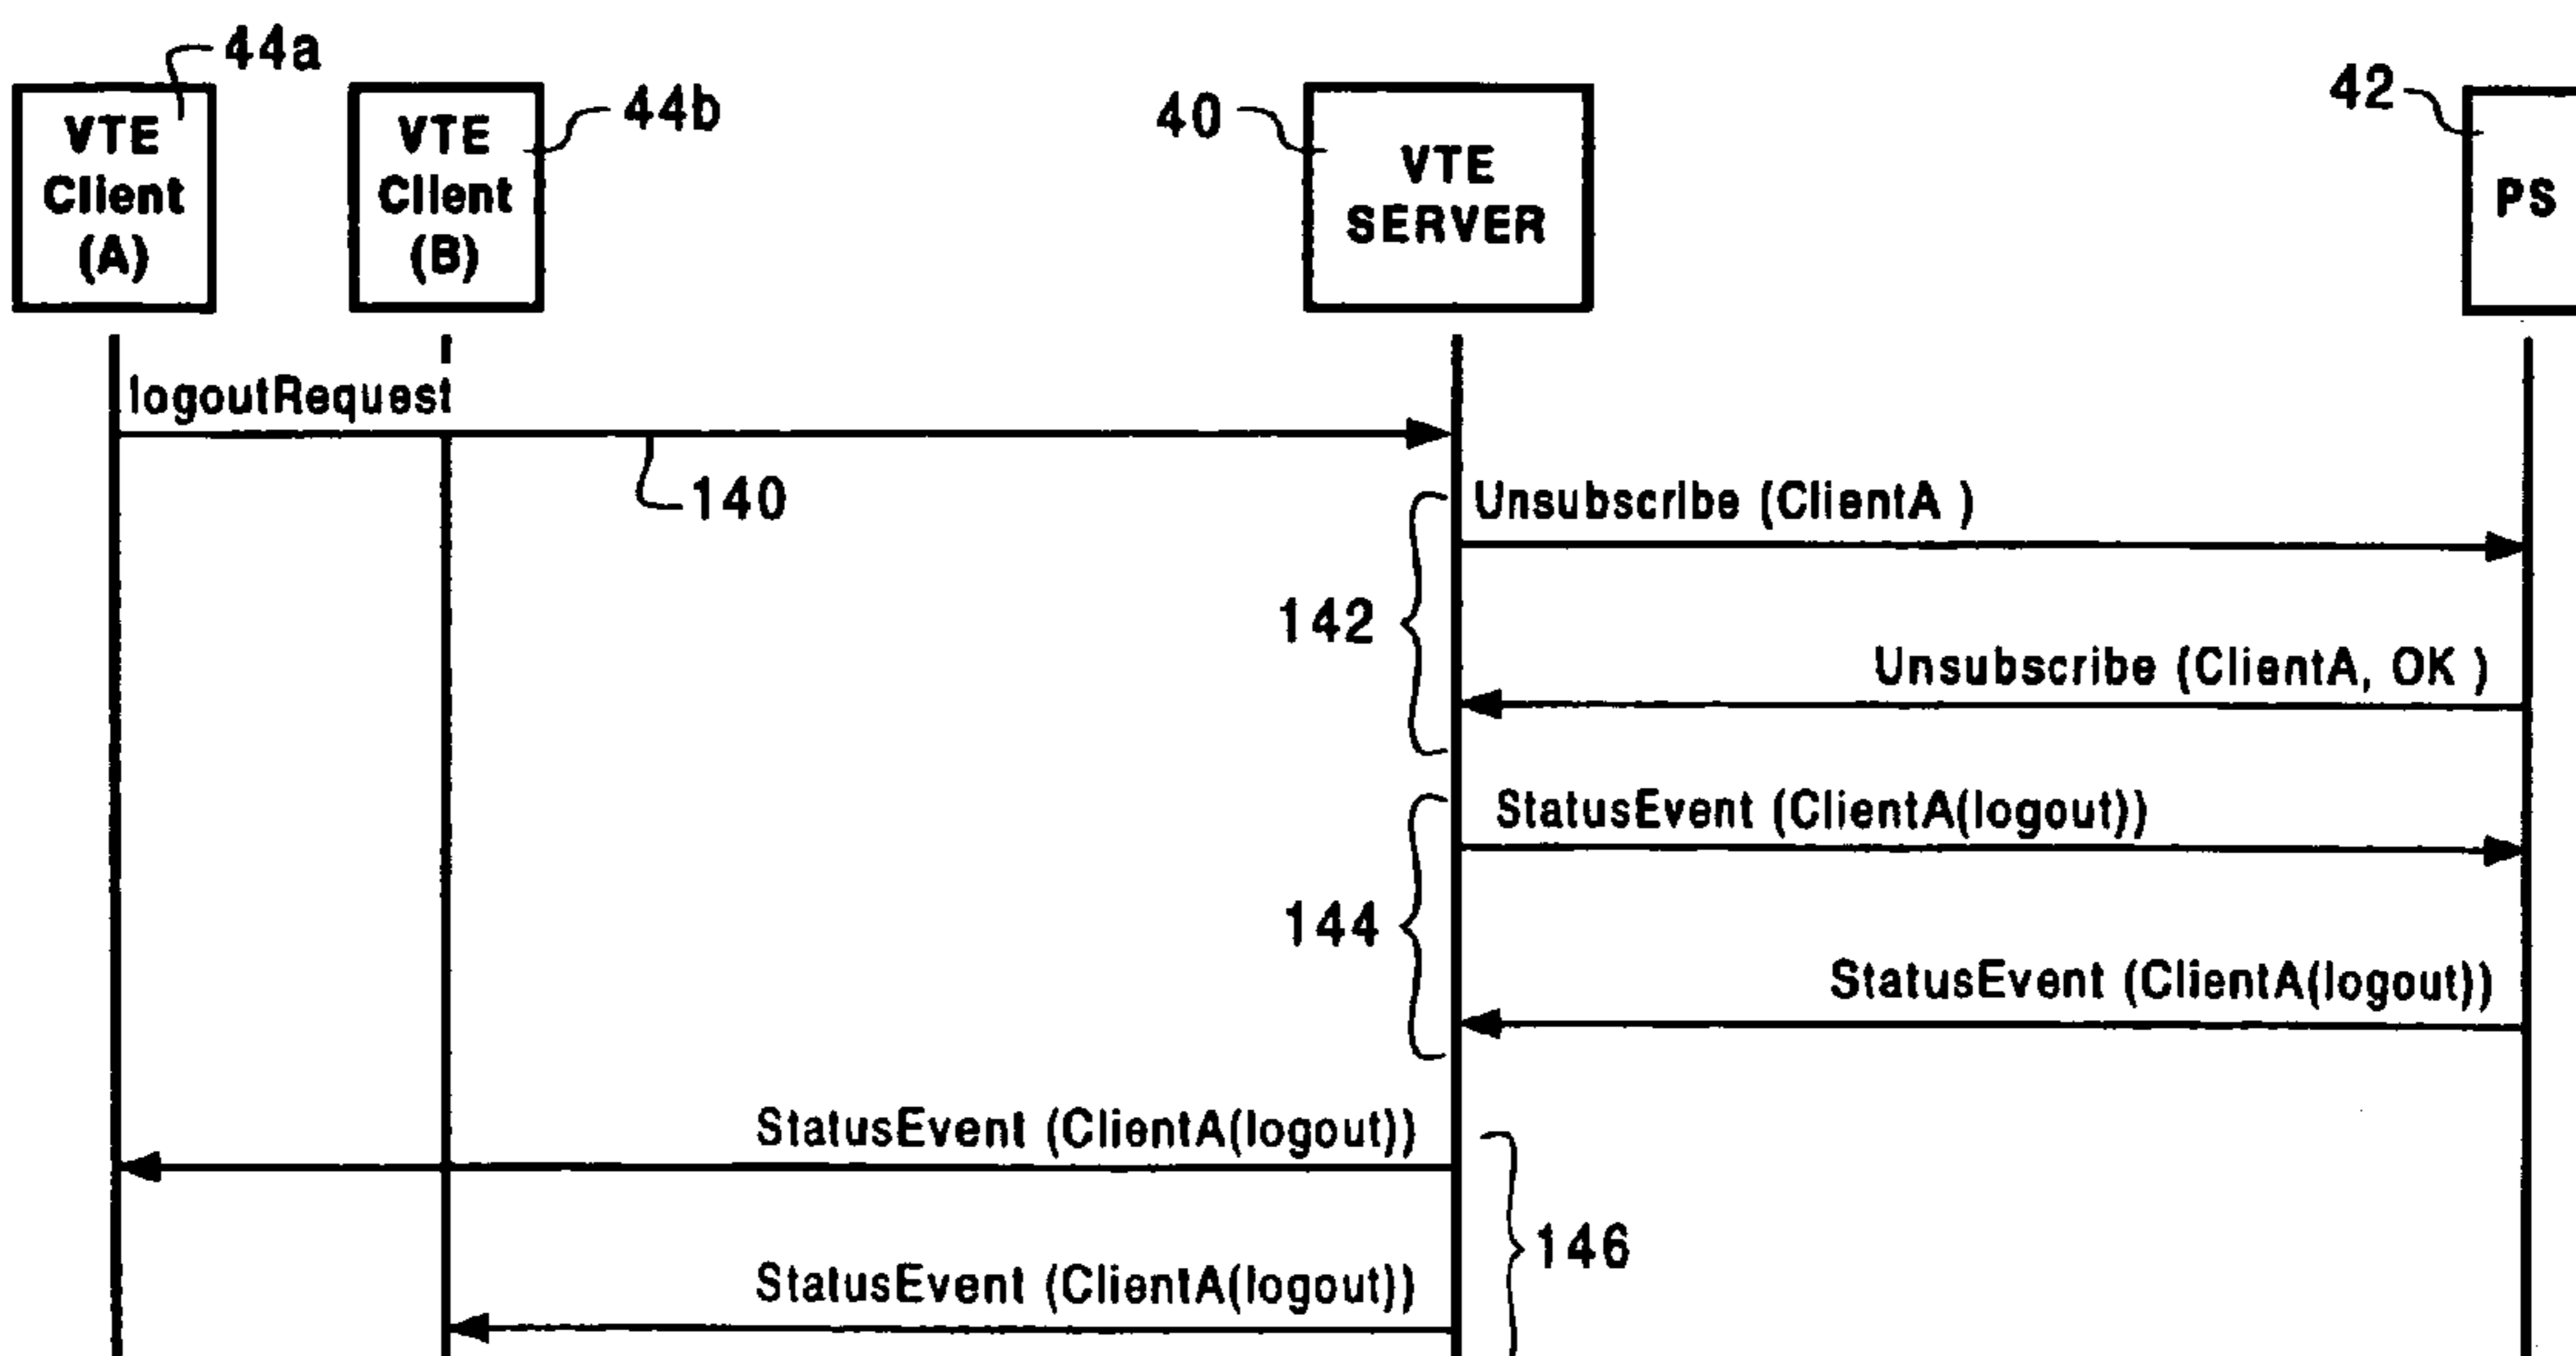 44a
44b
40
42
VTE
Client
(A)
VTE
Client
(B)
VTE
SERVER
PS
logoutRequest
140
Unsubscribe (ClientA )
142
Unsubscribe (ClientA, OK )
StatusEvent (ClientA(logout))
144
StatusEvent (ClientA(logout))
StatusEvent (ClientA(logout))
146
StatusEvent (ClientA(logout))